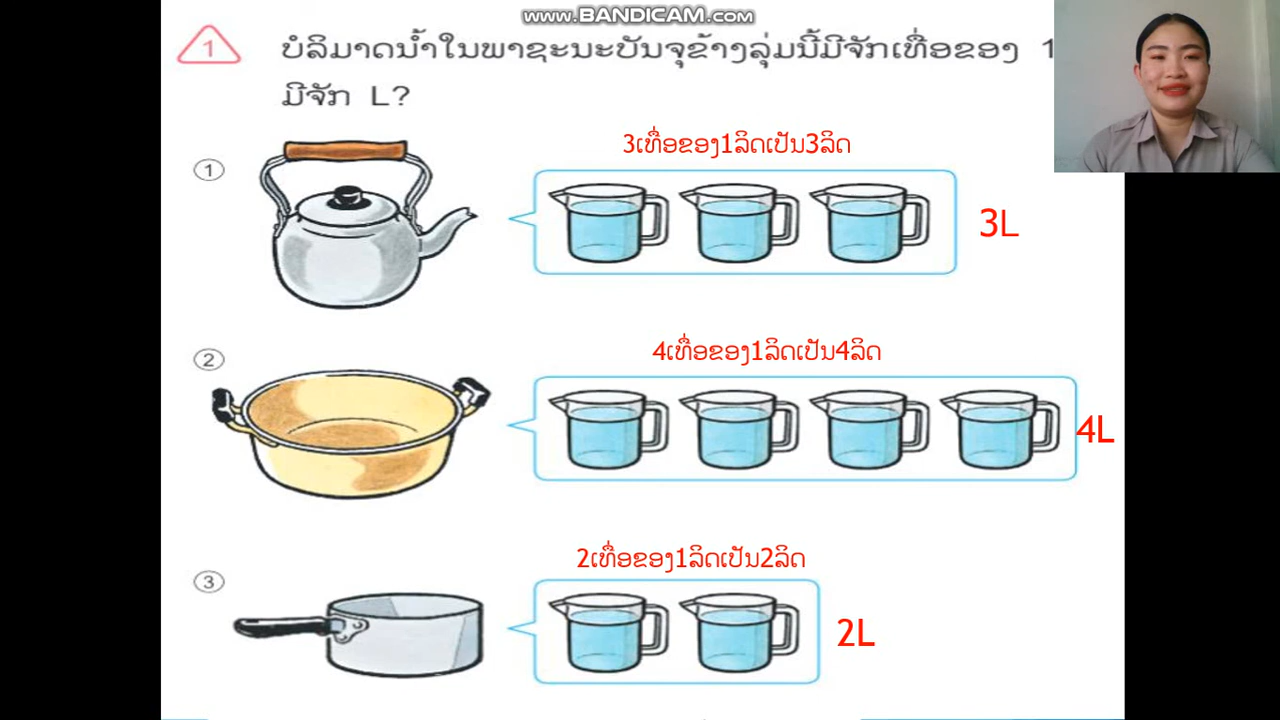 www.BANDICAM.com
1 ບໍລິມາດນ້ຳໃນພາຊະນະບັນຈຸຂ້າງລຸ່ມນີ້ມີຈັກເທື່ອຂອງ 1
ມີຈັກ L?
3ເທື່ອຂອງ1ລິດເປັນ3ລິດ
1
3L
4ເທື່ອຂອງ1ລິດເປັນ4ລິດ
2
4L
2ເທື່ອຂອງ1ລິດເປັນ2ລິດ
3
2L